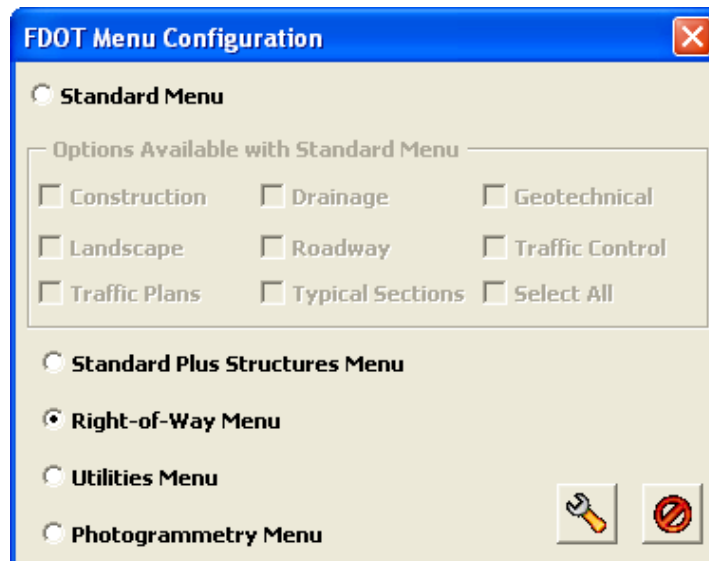 FDOT Menu Configuration
Standard Menu
Options Available with Standard Menu
Construction Drainage Geotechnical
Landscape Roadway Traffic Control
Traffic Plans Typical Sections Select All
Standard Plus Structures Menu
Right-of-Way Menu
Utilities Menu
Photogrammetry Menu